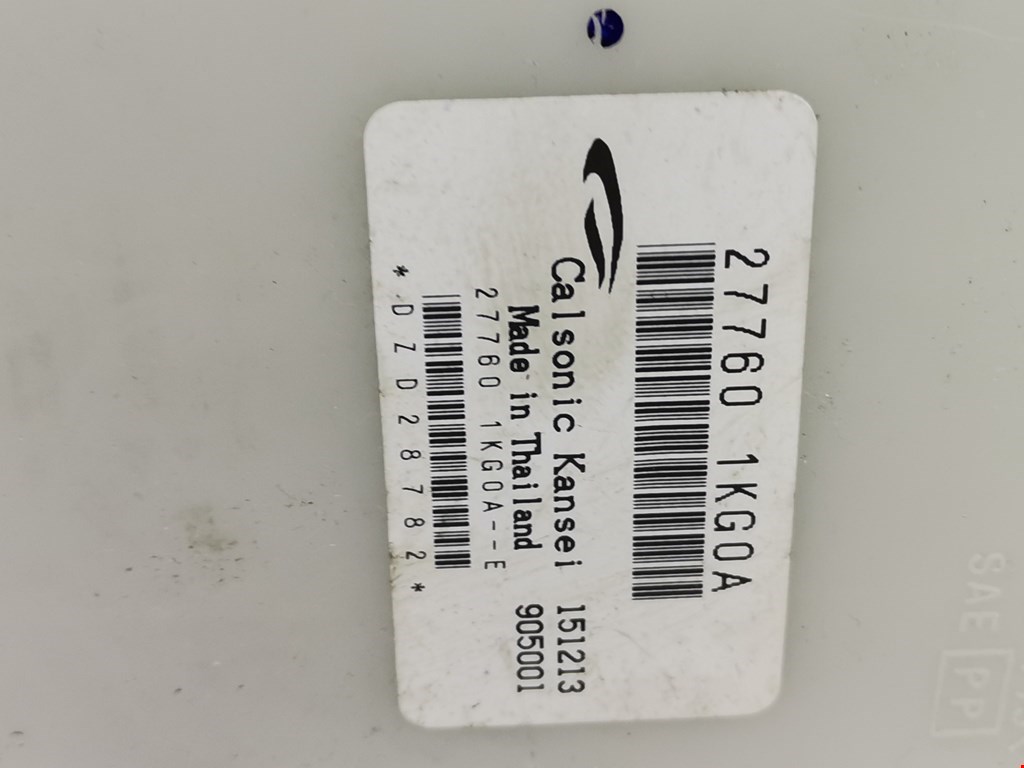 27760 1KG0A
Calsonic Kansei 151213
Made in Thailand 905001
27760 1KG0A--E
*DZD28782*
SAE
PP